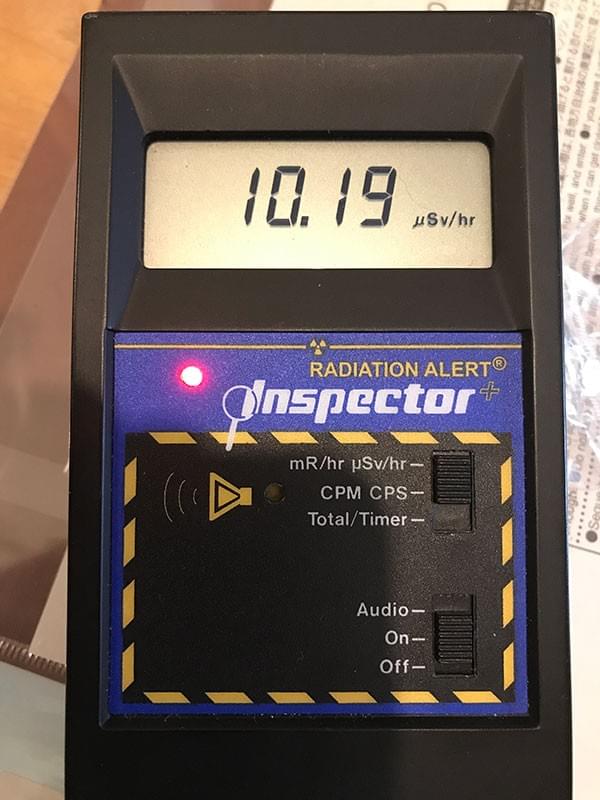 10.19 μSv/hr
RADIATION ALERT®
Inspector+
mR/hr μSv/hr
CPM CPS
Total/Timer
Audio
On
Off